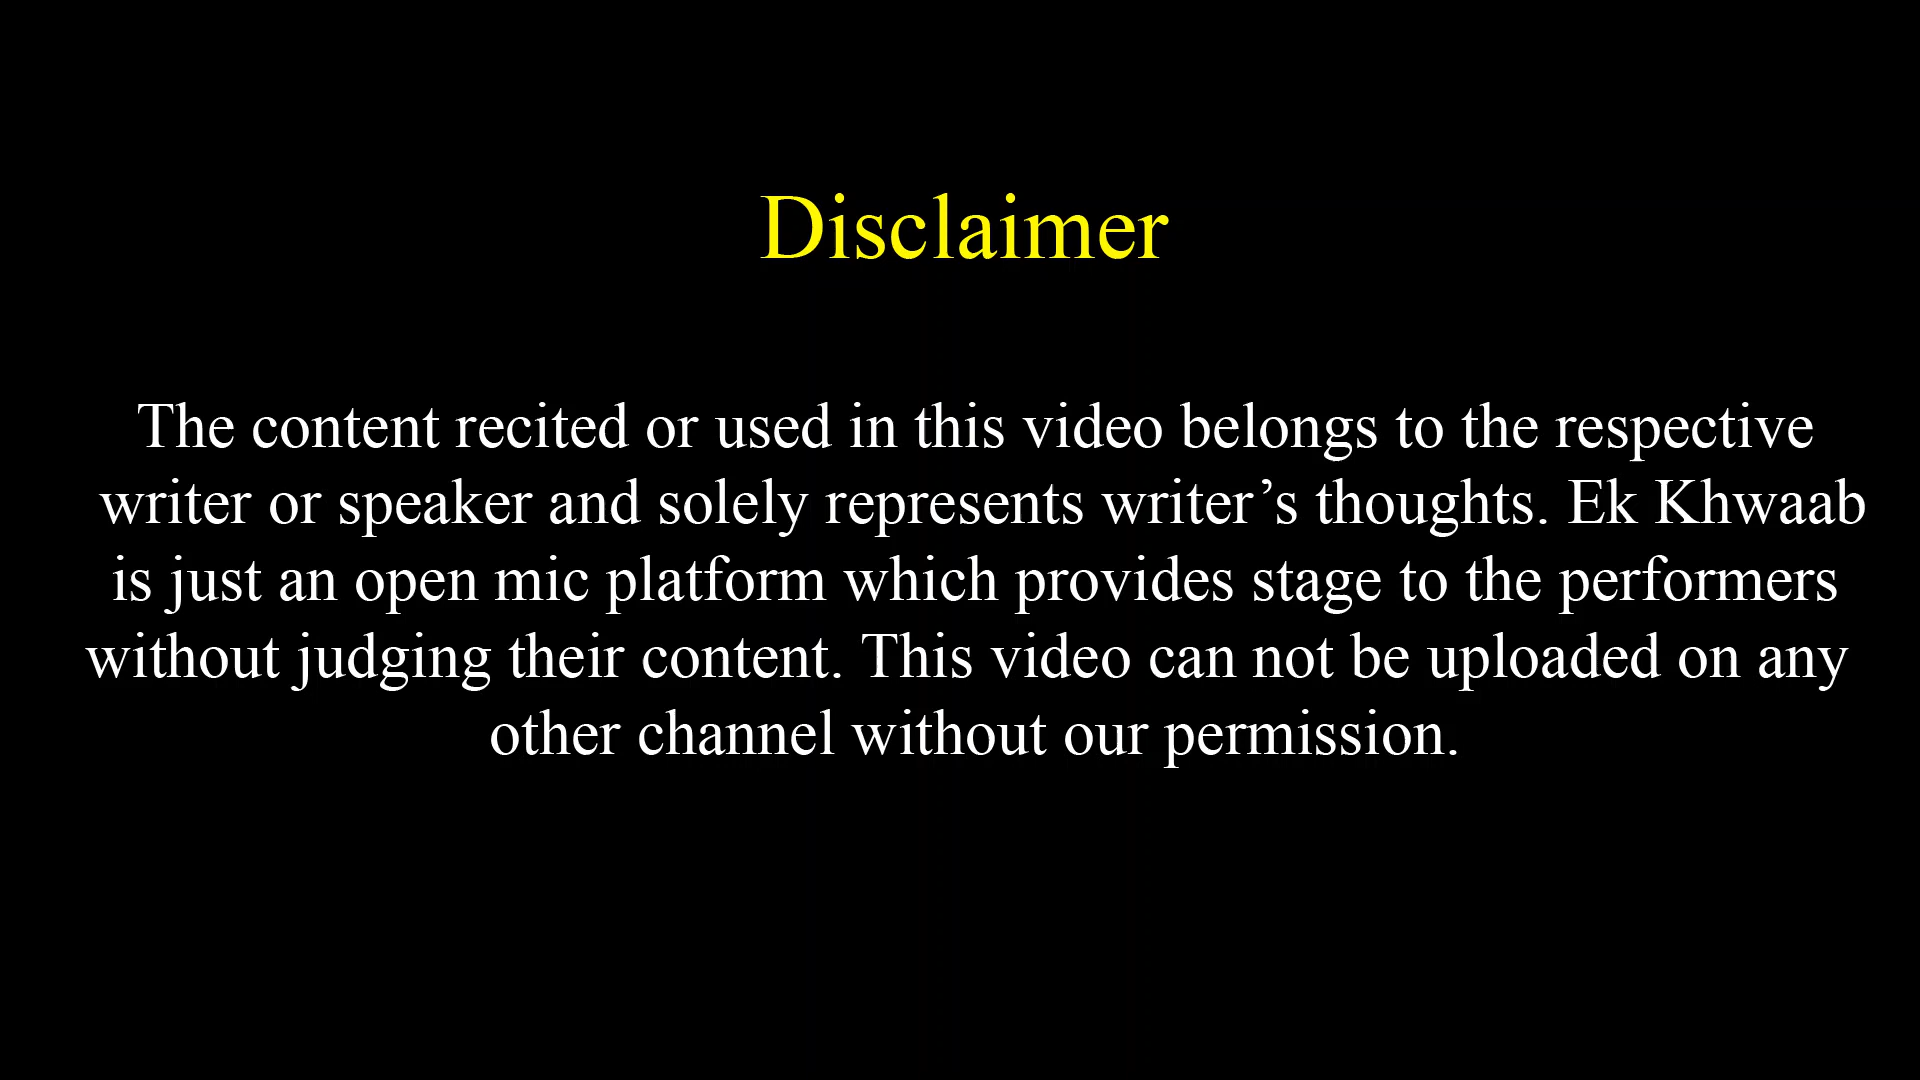 Disclaimer
The content recited or used in this video belongs to the respective
writer or speaker and solely represents writer’s thoughts. Ek Khwaab
is just an open mic platform which provides stage to the performers
without judging their content. This video can not be uploaded on any
other channel without our permission.